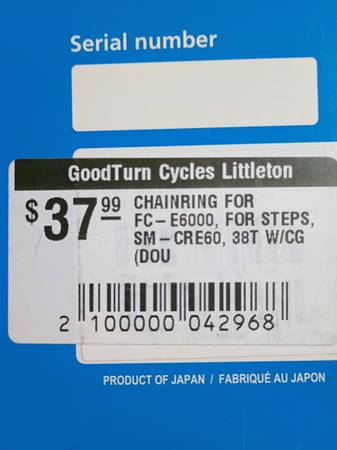 Serial number
GoodTurn Cycles Littleton
$37.99 CHAINRING FOR
FC-E6000, FOR STEPS,
SM-CRE60, 38T W/CG
(DOU
2 100000 042968
PRODUCT OF JAPAN / FABRIQUÉ AU JAPON